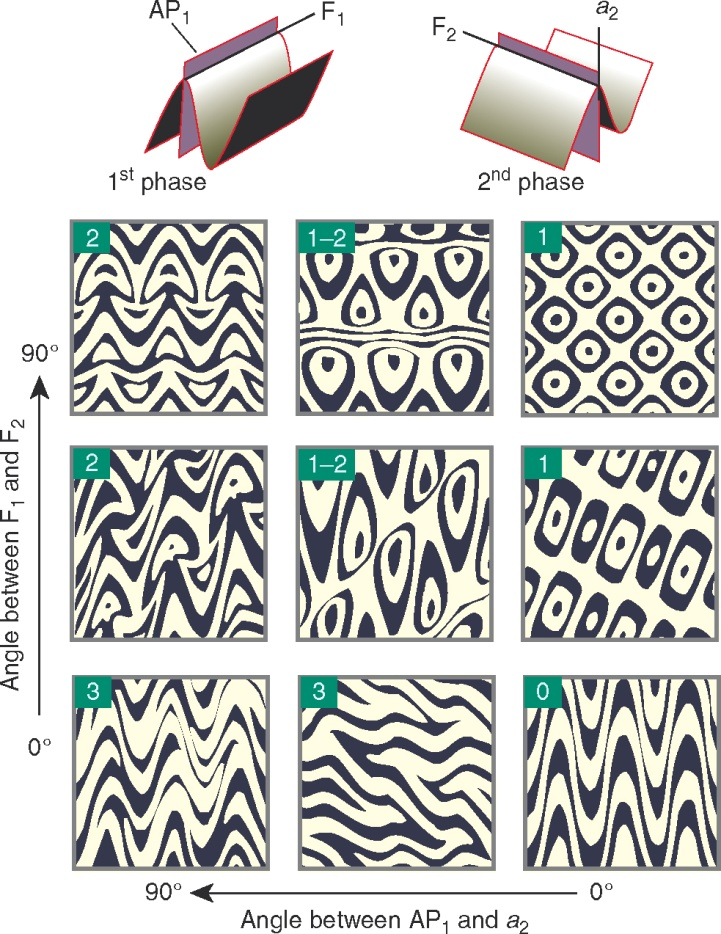 AP₁
F₁
F₂
a₂
1ˢᵗ phase
2ⁿᵈ phase
2
1–2
1
90°
2
1–2
1
Angle between F₁ and F₂
3
3
0
0°
90°
0°
Angle between AP₁ and a₂